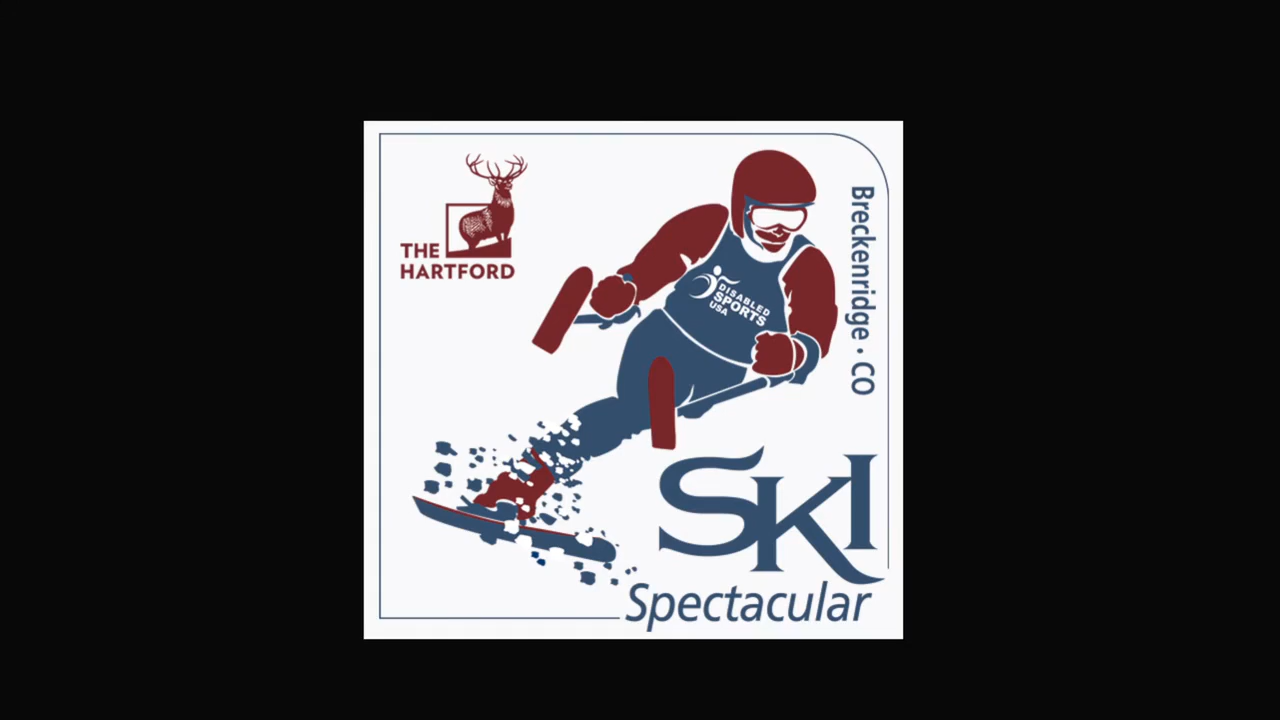 THE
HARTFORD
DISABLED
SPORTS
USA
Breckenridge • CO
SKI
Spectacular